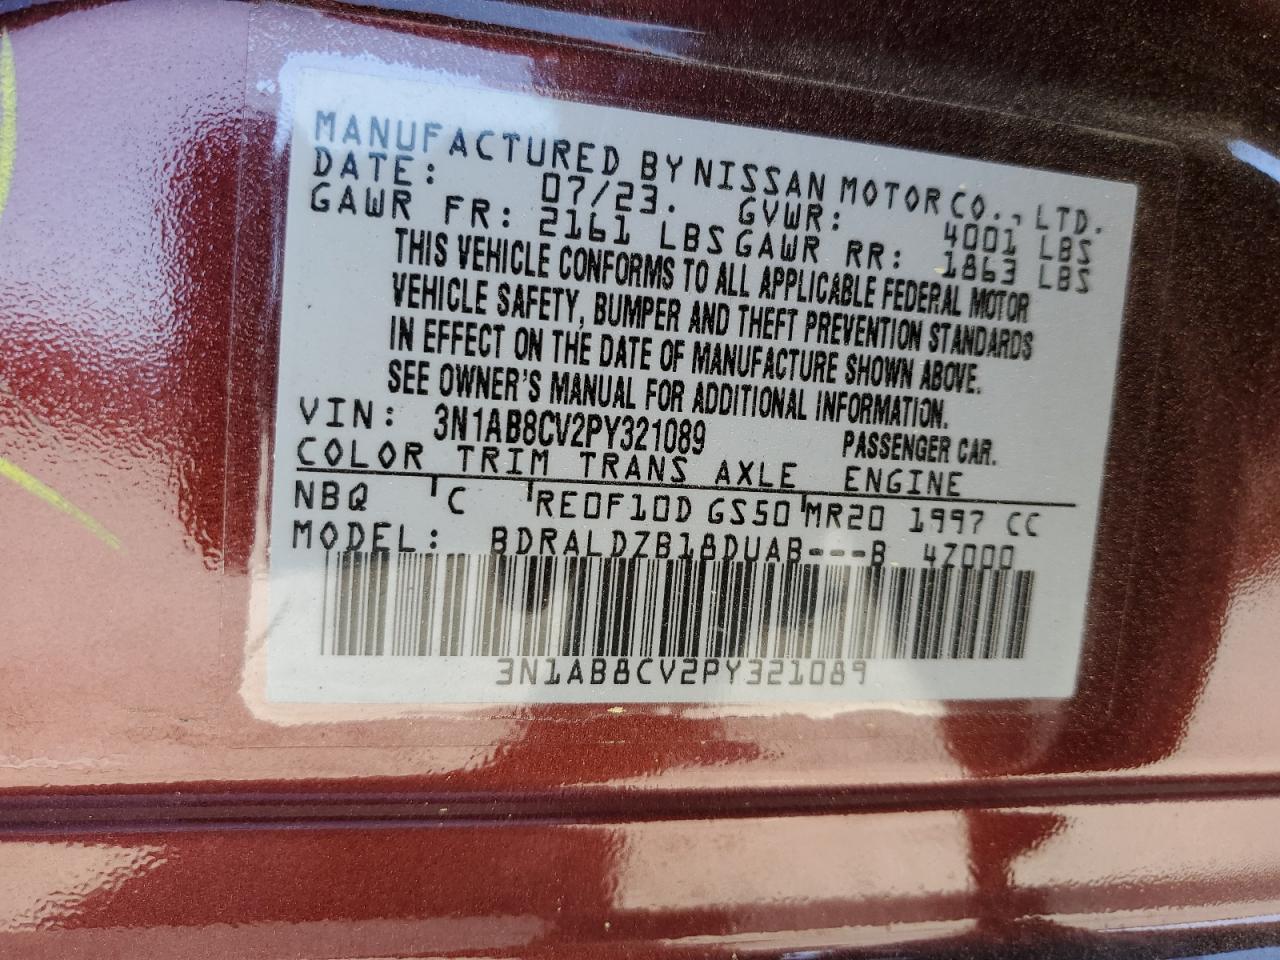 MANUFACTURED BY NISSAN MOTOR CO., LTD.
DATE: 07/23. GVWR: 4001 LBS
GAWR FR: 2161 LBS GAWR RR: 1863 LBS
THIS VEHICLE CONFORMS TO ALL APPLICABLE FEDERAL MOTOR
VEHICLE SAFETY, BUMPER AND THEFT PREVENTION STANDARDS
IN EFFECT ON THE DATE OF MANUFACTURE SHOWN ABOVE.
SEE OWNER'S MANUAL FOR ADDITIONAL INFORMATION.
VIN: 3N1AB8CV2PY321089 PASSENGER CAR.
COLOR TRIM TRANS AXLE ENGINE
NBQ C RE0F10D GS50 MR20 1997 CC
MODEL: BDRALDZB18DUAB---B 4Z000
3N1AB8CV2PY321089